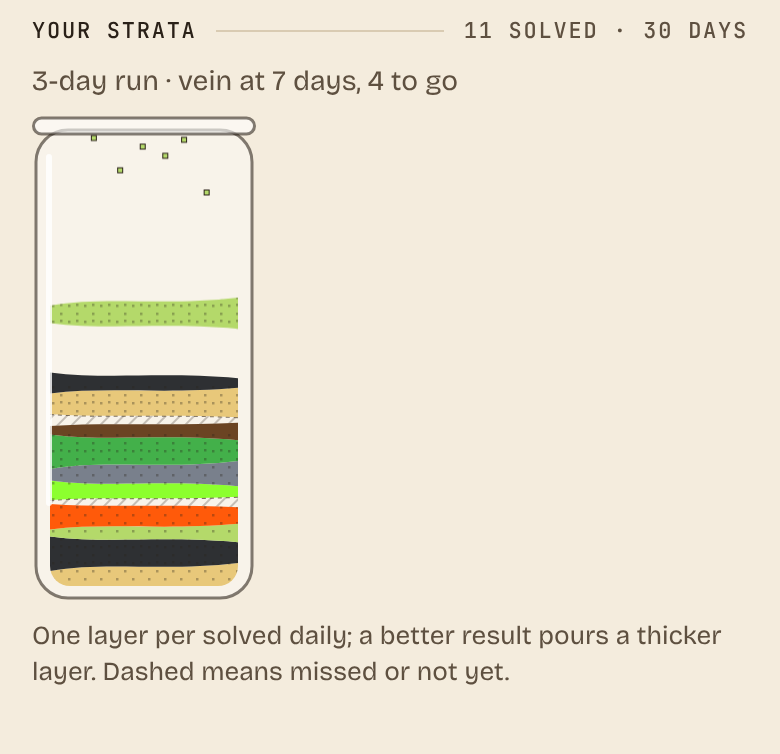 YOUR STRATA 11 SOLVED · 30 DAYS
3-day run · vein at 7 days, 4 to go
One layer per solved daily; a better result pours a thicker
layer. Dashed means missed or not yet.